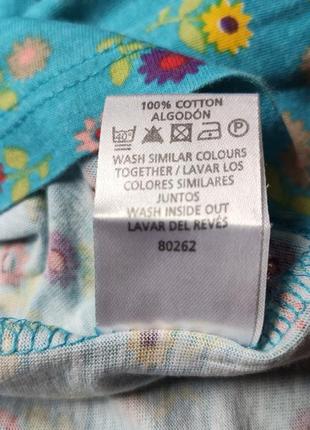 100% COTTON
ALGODÓN
40° P
WASH SIMILAR COLOURS
TOGETHER / LAVAR LOS
COLORES SIMILARES
JUNTOS
WASH INSIDE OUT
LAVAR DEL REVÉS
80262